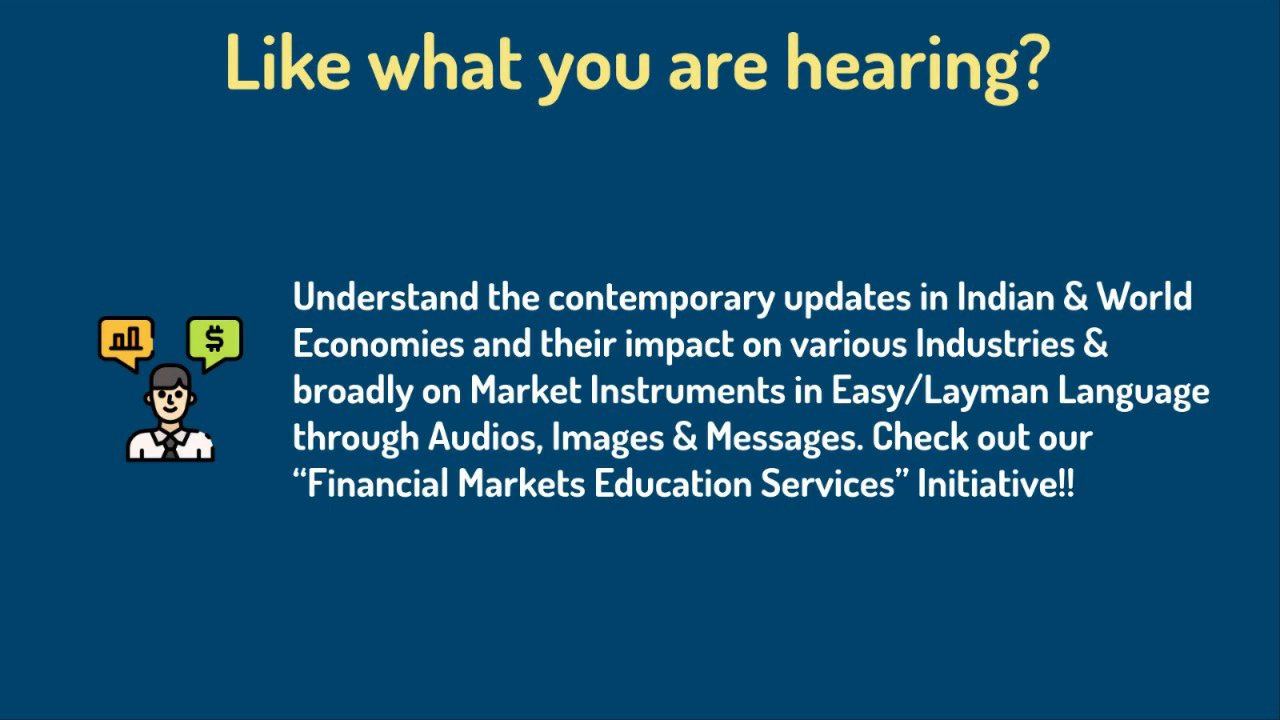 Like what you are hearing?
Understand the contemporary updates in Indian & World
Economies and their impact on various Industries &
broadly on Market Instruments in Easy/Layman Language
through Audios, Images & Messages. Check out our
“Financial Markets Education Services” Initiative!!
$